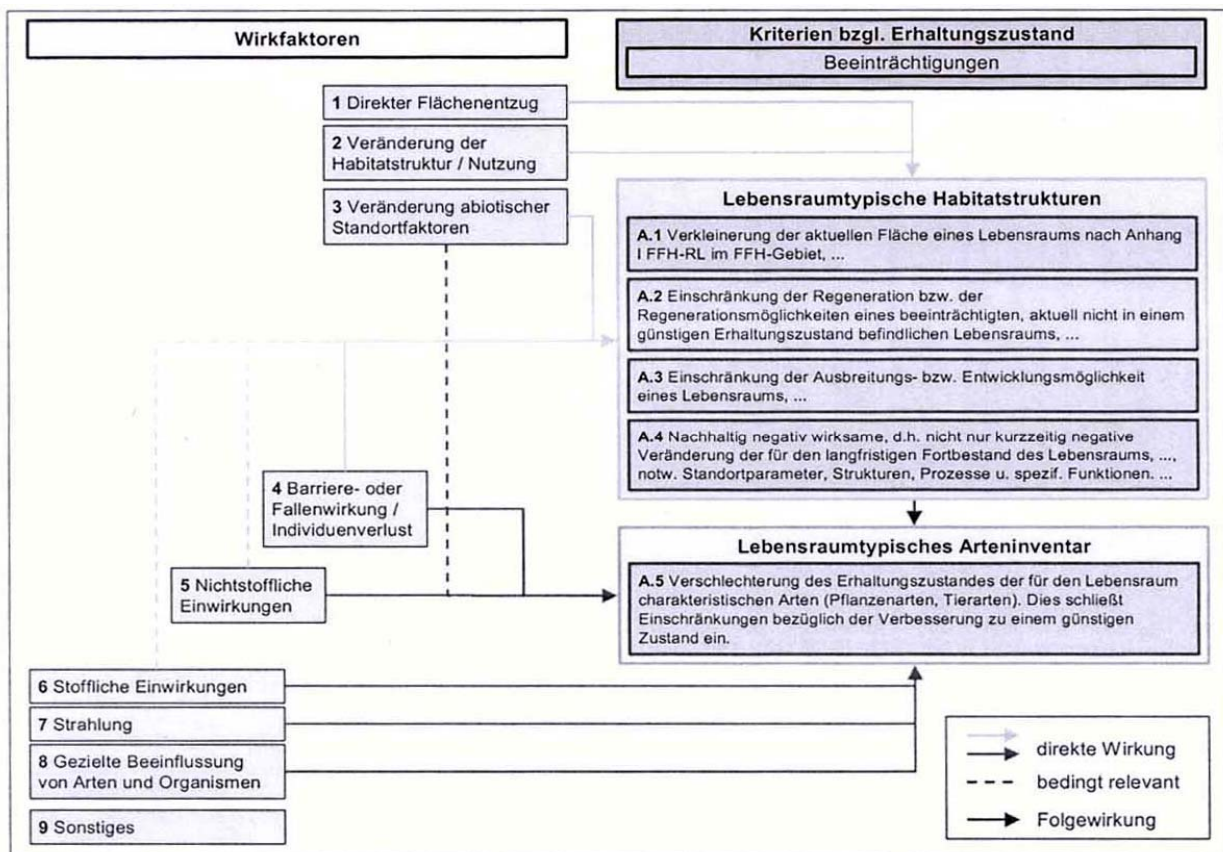 Wirkfaktoren
Kriterien bzgl. Erhaltungszustand
Beeinträchtigungen
1 Direkter Flächenentzug
2 Veränderung der
Habitatstruktur / Nutzung
3 Veränderung abiotischer
Standortfaktoren
Lebensraumtypische Habitatstrukturen
A.1 Verkleinerung der aktuellen Fläche eines Lebensraums nach Anhang
I FFH-RL im FFH-Gebiet, ...
A.2 Einschränkung der Regeneration bzw. der
Regenerationsmöglichkeiten eines beeinträchtigten, aktuell nicht in einem
günstigen Erhaltungszustand befindlichen Lebensraums, ...
A.3 Einschränkung der Ausbreitungs- bzw. Entwicklungsmöglichkeit
eines Lebensraums, ...
A.4 Nachhaltig negativ wirksame, d.h. nicht nur kurzzeitig negative
Veränderung der für den langfristigen Fortbestand des Lebensraums, ...,
notw. Standortparameter, Strukturen, Prozesse u. spezif. Funktionen. ...
4 Barriere- oder
Fallenwirkung /
Individuenverlust
5 Nichtstoffliche
Einwirkungen
Lebensraumtypisches Arteninventar
A.5 Verschlechterung des Erhaltungszustandes der für den Lebensraum
charakteristischen Arten (Pflanzenarten, Tierarten). Dies schließt
Einschränkungen bezüglich der Verbesserung zu einem günstigen
Zustand ein.
6 Stoffliche Einwirkungen
7 Strahlung
8 Gezielte Beeinflussung
von Arten und Organismen
9 Sonstiges
direkte Wirkung
bedingt relevant
Folgewirkung